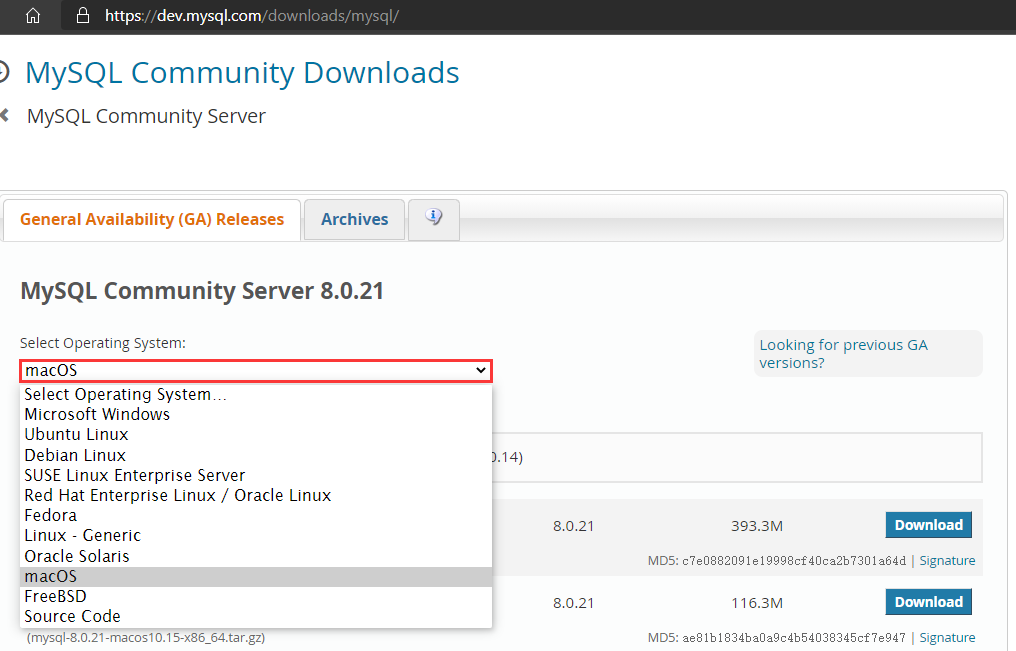 https://dev.mysql.com/downloads/mysql/
MySQL Community Downloads
MySQL Community Server
General Availability (GA) Releases
Archives
MySQL Community Server 8.0.21
Select Operating System:
Looking for previous GA
versions?
macOS
Select Operating System…
Microsoft Windows
Ubuntu Linux
Debian Linux
SUSE Linux Enterprise Server
Red Hat Enterprise Linux / Oracle Linux
Fedora
Linux - Generic
Oracle Solaris
macOS
FreeBSD
Source Code
0.14)
8.0.21 393.3M Download
MD5: c7e0882091e19998cf40ca2b7301a64d | Signature
8.0.21 116.3M Download
(mysql-8.0.21-macos10.15-x86_64.tar.gz) MD5: ae81b1834ba0a9c4b54038345cf7e947 | Signature